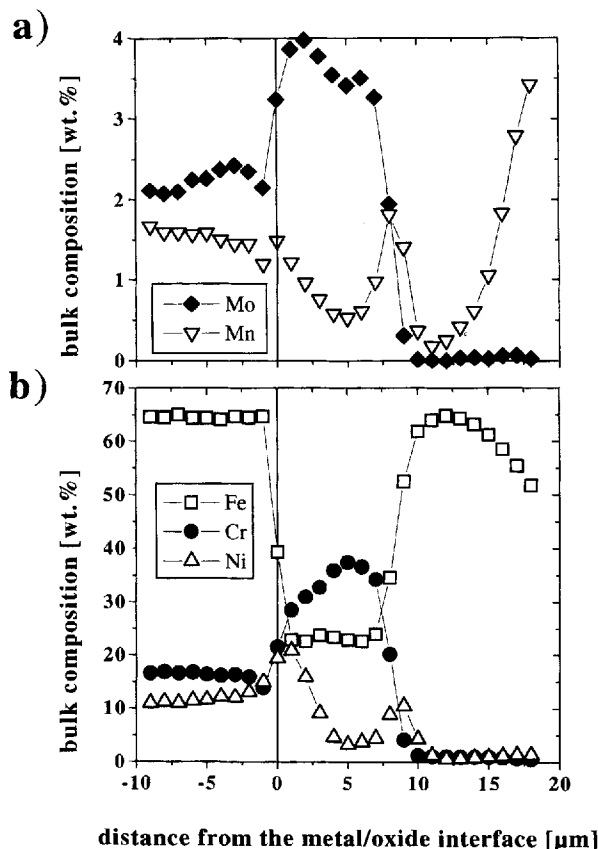 a)
bulk composition [wt.%]
4
3
2
1
0
Mo
Mn
b)
bulk composition [wt.%]
70
60
50
40
30
20
10
0
Fe
Cr
Ni
-10 -5 0 5 10 15 20
distance from the metal/oxide interface [µm]